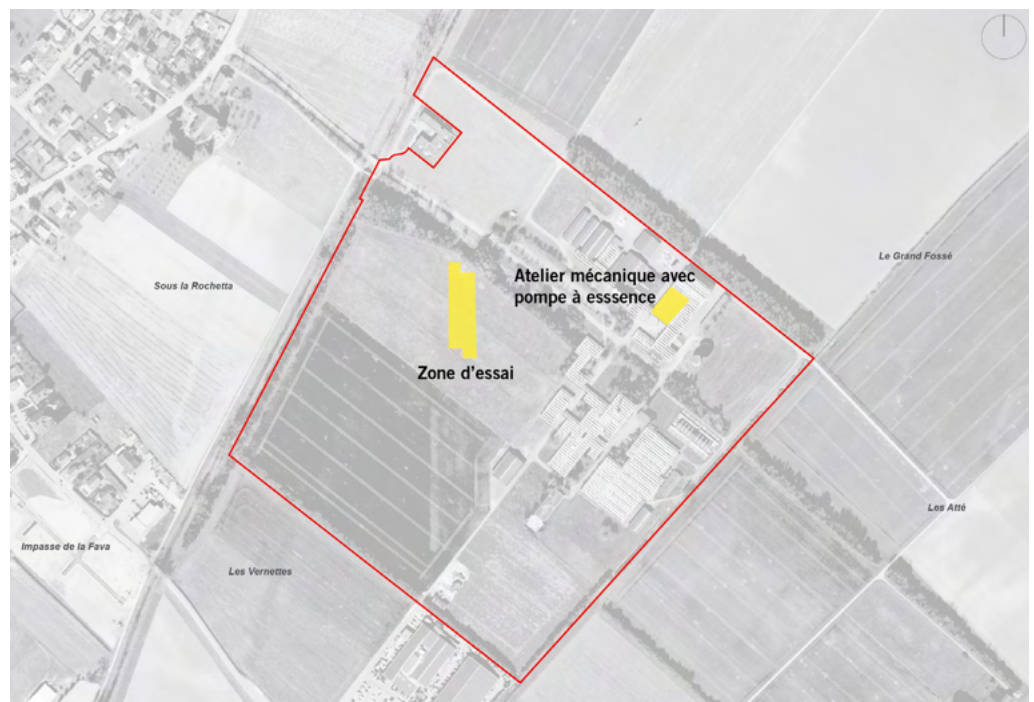 Le Grand Fossé
Atelier mécanique avec
pompe à esssence
Sous la Rochetta
Zone d'essai
Les Atté
Impasse de la Fava
Les Vernettes